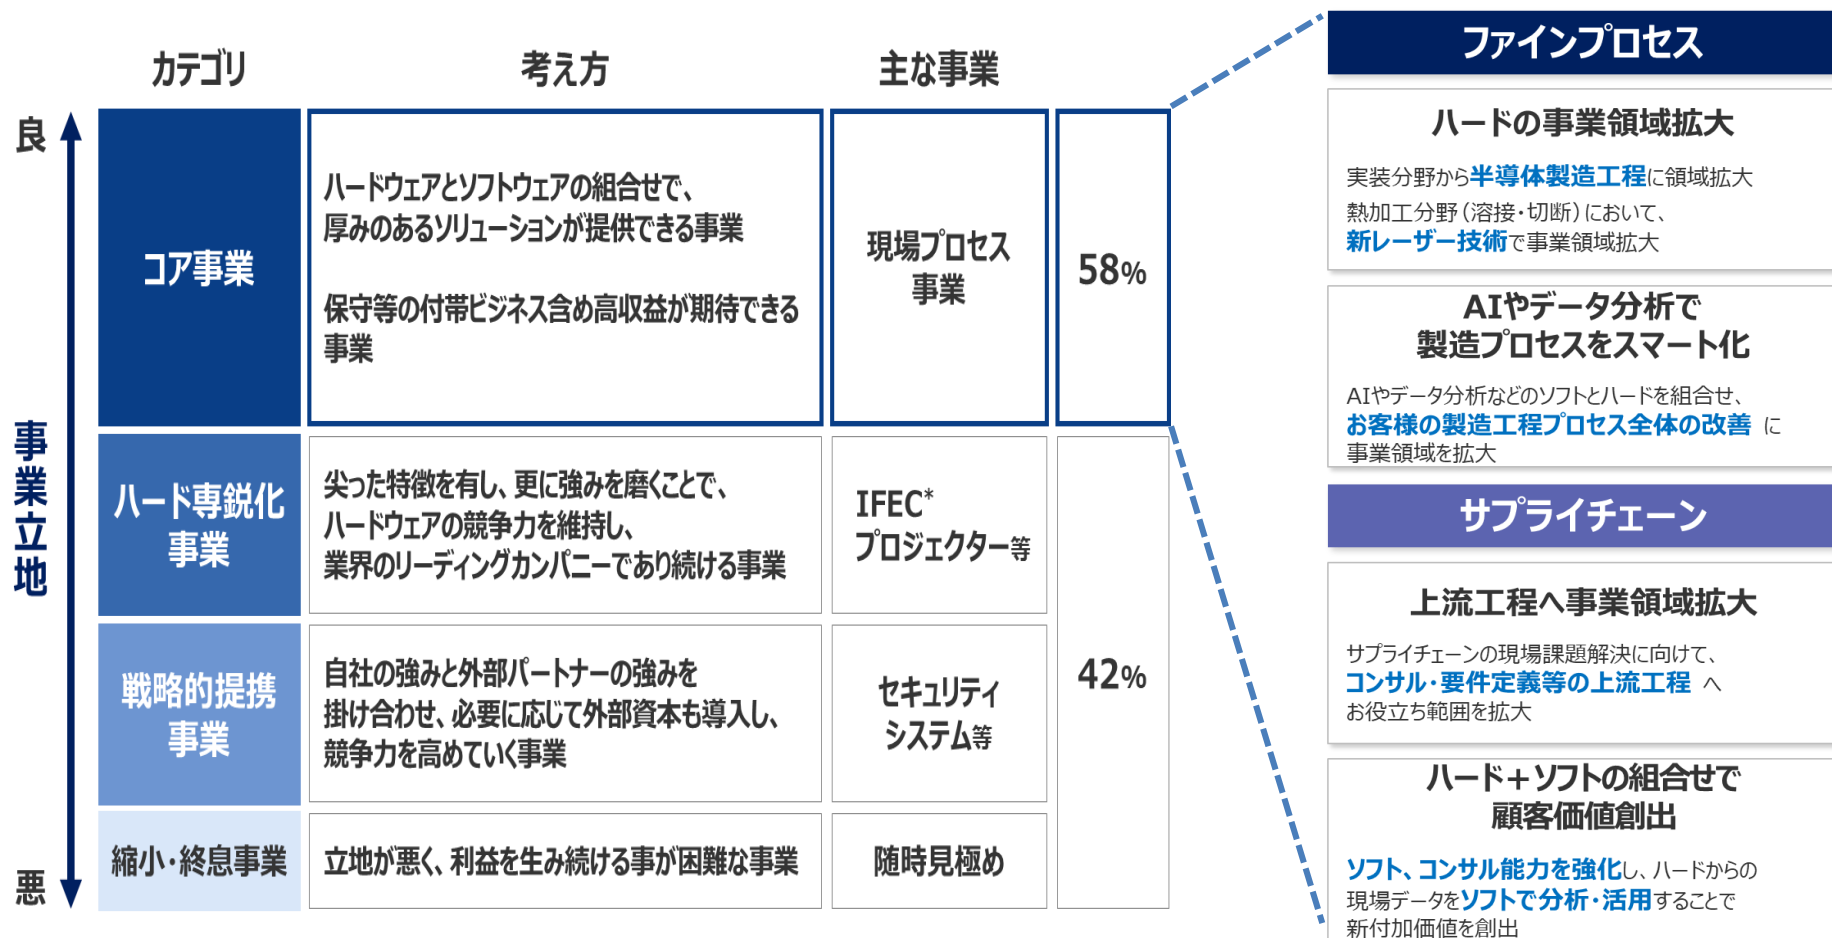 カテゴリ
考え方
主な事業
良
事業立地
悪
コア事業
ハードウェアとソフトウェアの組合せで、
厚みのあるソリューションが提供できる事業
保守等の付帯ビジネス含め高収益が期待できる
事業
現場プロセス
事業
58%
ハード専鋭化
事業
尖った特徴を有し、更に強みを磨くことで、
ハードウェアの競争力を維持し、
業界のリーディングカンパニーであり続ける事業
IFEC*
プロジェクター等
戦略的提携
事業
自社の強みと外部パートナーの強みを
掛け合わせ、必要に応じて外部資本も導入し、
競争力を高めていく事業
セキュリティ
システム等
42%
縮小・終息事業
立地が悪く、利益を生み続ける事が困難な事業
随時見極め
ファインプロセス
ハードの事業領域拡大
実装分野から半導体製造工程に領域拡大
熱加工分野（溶接・切断）において、
新レーザー技術で事業領域拡大
AIやデータ分析で
製造プロセスをスマート化
AIやデータ分析などのソフトとハードを組合せ、
お客様の製造工程プロセス全体の改善 に
事業領域を拡大
サプライチェーン
上流工程へ事業領域拡大
サプライチェーンの現場課題解決に向けて、
コンサル・要件定義等の上流工程 へ
お役立ち範囲を拡大
ハード＋ソフトの組合せで
顧客価値創出
ソフト、コンサル能力を強化し、ハードからの
現場データをソフトで分析・活用することで
新付加価値を創出